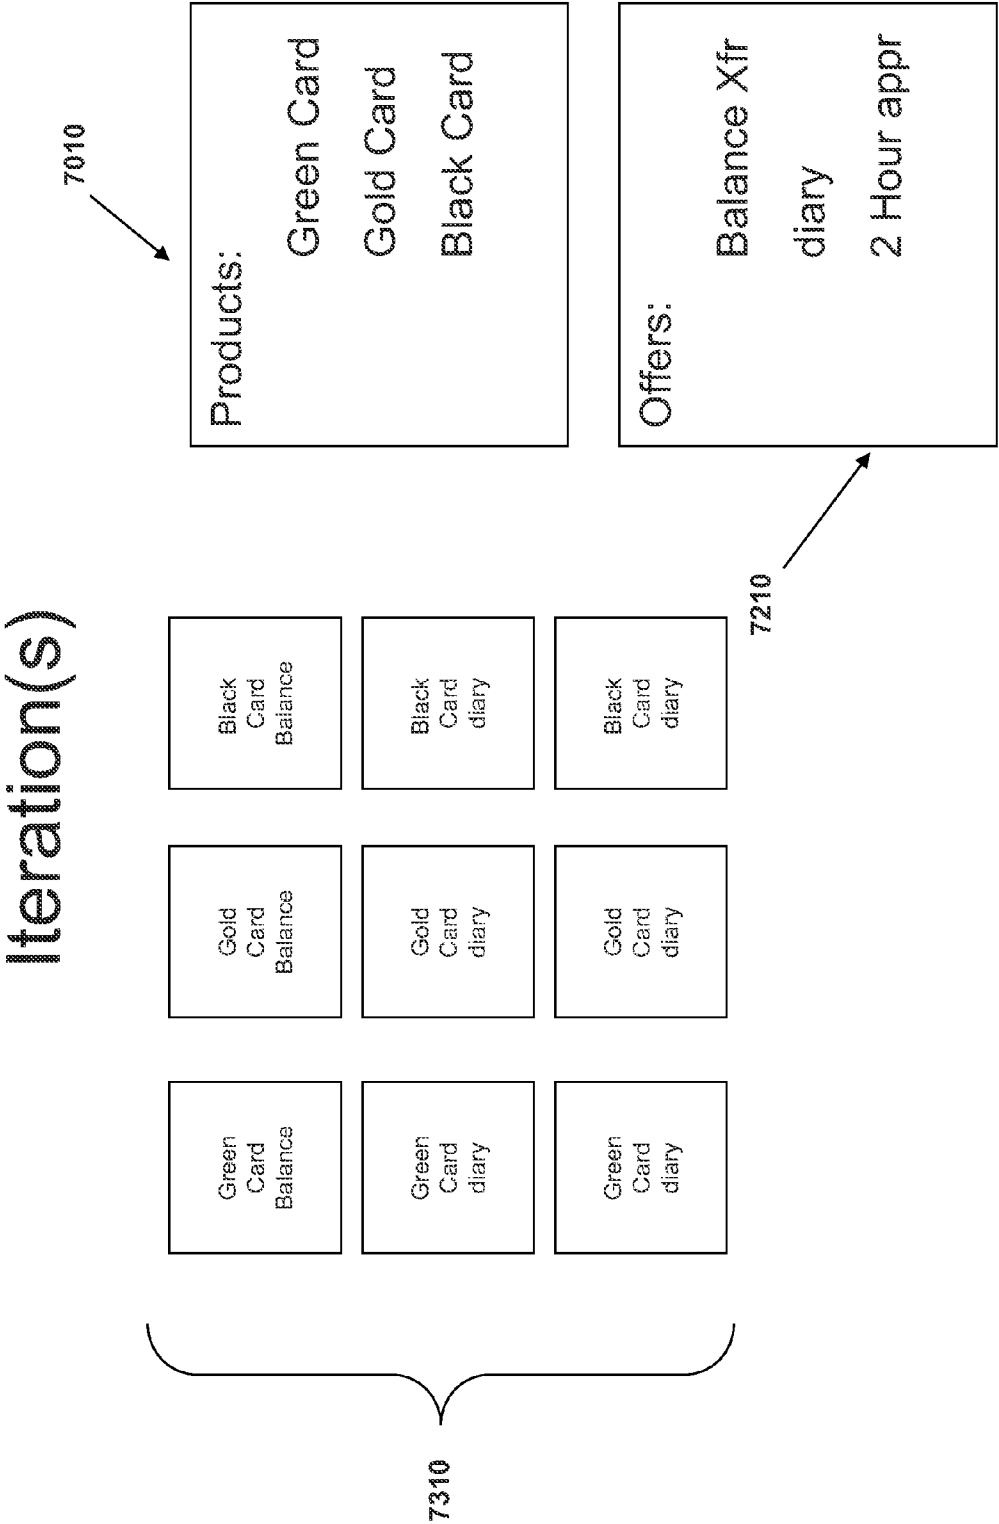 Iteration(s)
7310
Green
Card
Balance
Gold
Card
Balance
Black
Card
Balance
Green
Card
diary
Gold
Card
diary
Black
Card
diary
Green
Card
diary
Gold
Card
diary
Black
Card
diary
7010
Products:
Green Card
Gold Card
Black Card
7210
Offers:
Balance Xfr
diary
2 Hour appr